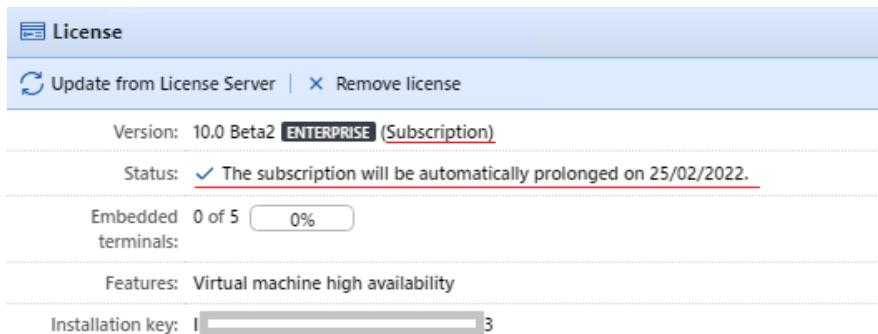 License
Update from License Server | Remove license
Version: 10.0 Beta2 ENTERPRISE (Subscription)
Status: The subscription will be automatically prolonged on 25/02/2022.
Embedded terminals: 0 of 5 0%
Features: Virtual machine high availability
Installation key: I 3